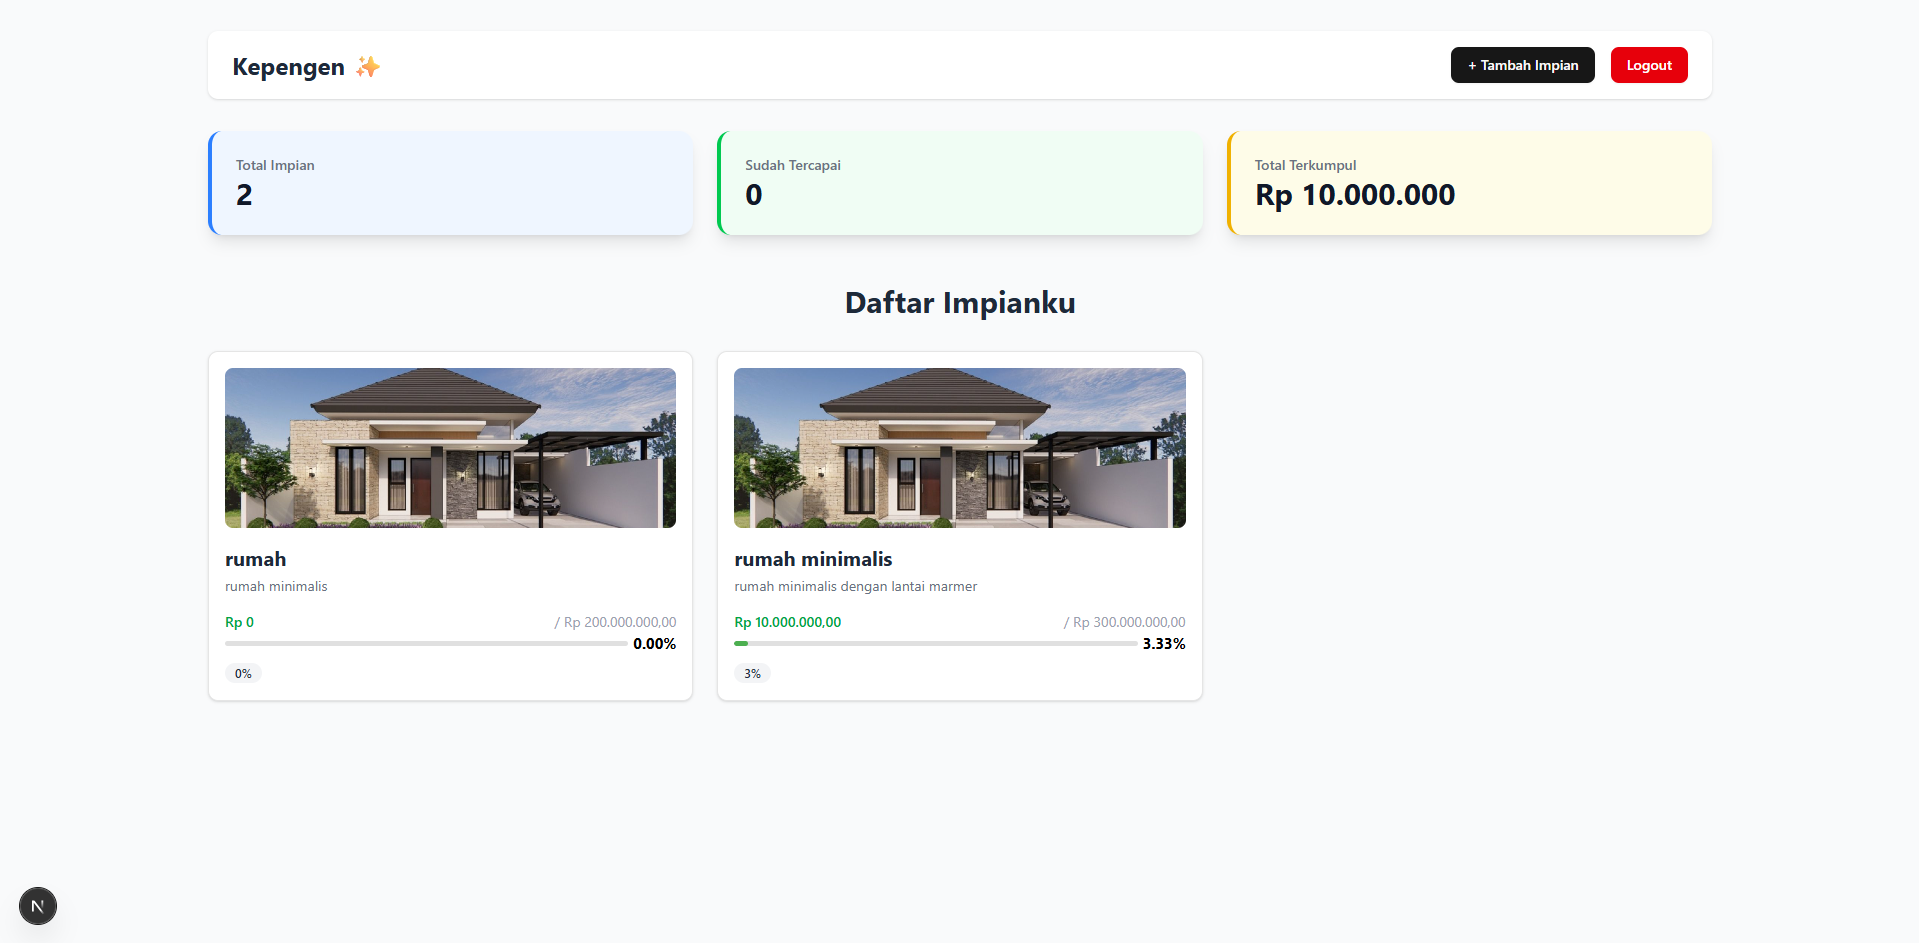 Kepengen ✨
+ Tambah Impian
Logout
Total Impian
2
Sudah Tercapai
0
Total Terkumpul
Rp 10.000.000
Daftar Impianku
rumah
rumah minimalis
Rp 0
/ Rp 200.000.000,00
0.00%
0%
rumah minimalis
rumah minimalis dengan lantai marmer
Rp 10.000.000,00
/ Rp 300.000.000,00
3.33%
3%
N